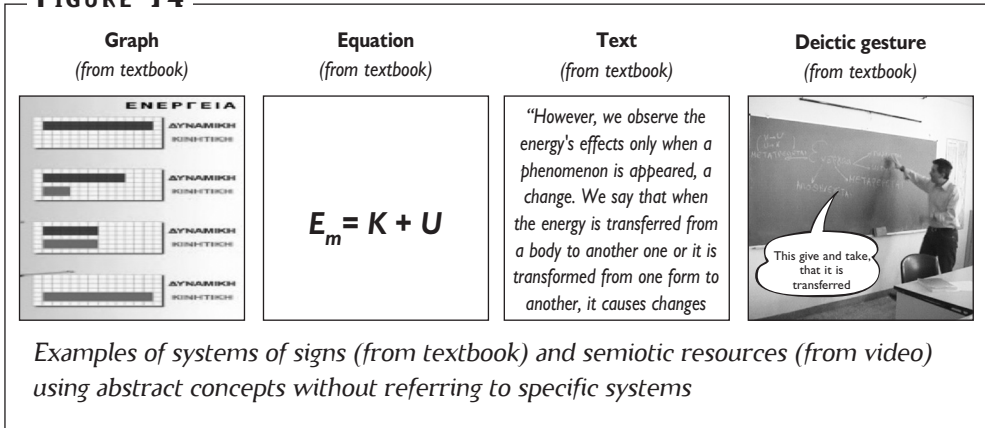 FIGURE 14
Graph
(from textbook)
ΕΝΕΡΓΕΙΑ
ΔΥΝΑΜΙΚΗ
ΚΙΝΗΤΙΚΗ
ΔΥΝΑΜΙΚΗ
ΚΙΝΗΤΙΚΗ
ΔΥΝΑΜΙΚΗ
ΚΙΝΗΤΙΚΗ
ΔΥΝΑΜΙΚΗ
ΚΙΝΗΤΙΚΗ
Equation
(from textbook)
Em = K + U
Text
(from textbook)
“However, we observe the
energy's effects only when a
phenomenon is appeared, a
change. We say that when
the energy is transferred from
a body to another one or it is
transformed from one form to
another, it causes changes
Deictic gesture
(from textbook)
This give and take,
that it is
transferred
Examples of systems of signs (from textbook) and semiotic resources (from video)
using abstract concepts without referring to specific systems